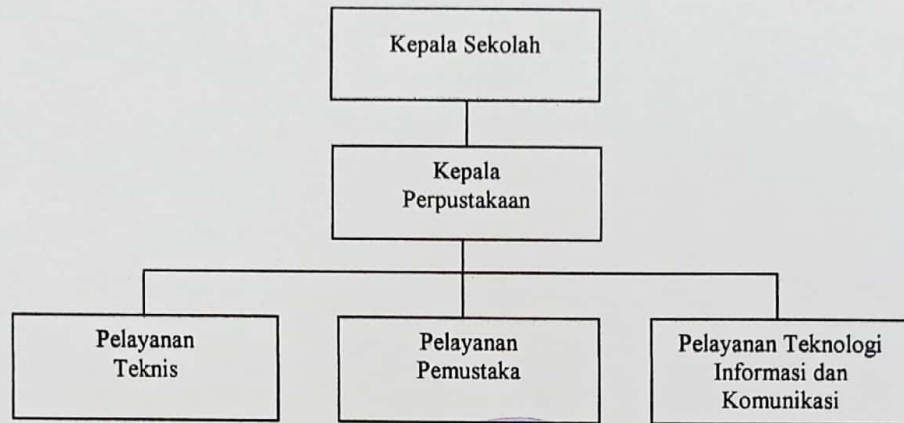 Kepala Sekolah
Kepala
Perpustakaan
Pelayanan
Teknis
Pelayanan
Pemustaka
Pelayanan Teknologi
Informasi dan
Komunikasi